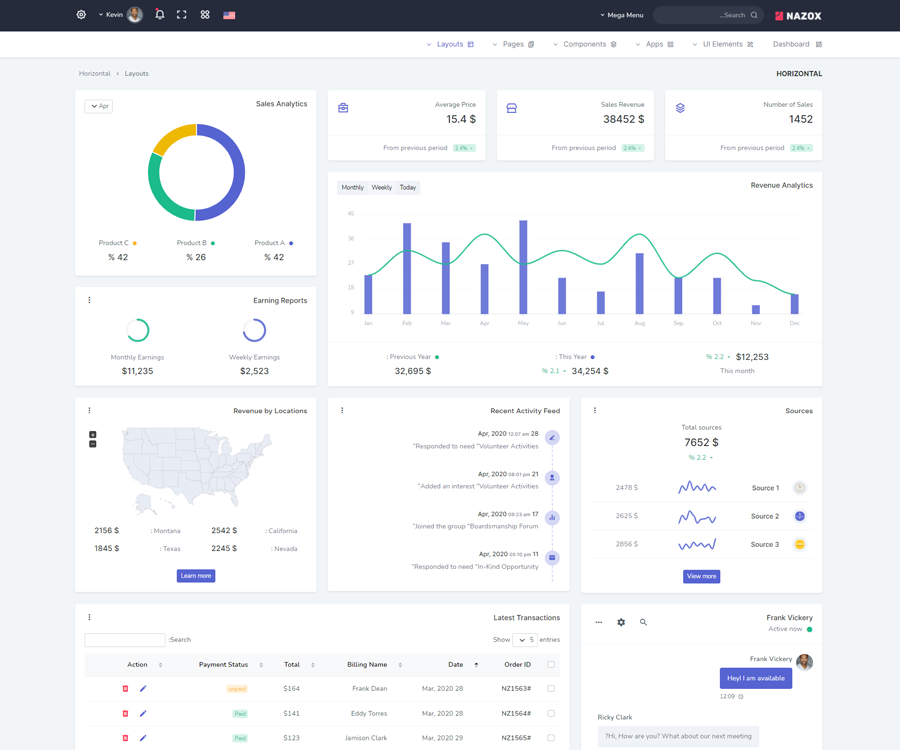 Kevin
Mega Menu
Search...
NAZOX
Layouts
Pages
Components
Apps
UI Elements
Dashboard
Horizontal < Layouts
HORIZONTAL
Apr
Sales Analytics
Product C
Product B
Product A
% 42
% 26
% 42
Average Price
15.4 $
From previous period 2.4%
Sales Revenue
38452 $
From previous period 2.4%
Number of Sales
1452
From previous period 2.4%
Monthly Weekly Today
Revenue Analytics
45
36
27
18
9
Jan Feb Mar Apr May Jun Jul Aug Sep Oct Nov Dec
: Previous Year
32,695 $
: This Year
% 2.1 34,254 $
% 2.2 $12,253
This month
Earning Reports
Monthly Earnings
$11,235
Weekly Earnings
$2,523
Revenue by Locations
+
−
2156 $ : Montana 2542 $ : California
1845 $ : Texas 2245 $ : Nevada
Learn more
Recent Activity Feed
Apr, 2020 12:07 am 28
"Responded to need "Volunteer Activities
Apr, 2020 08:01 pm 21
"Added an interest "Volunteer Activities
Apr, 2020 09:23 am 17
"Joined the group "Boardsmanship Forum
Apr, 2020 05:10 pm 11
"Responded to need "In-Kind Opportunity
Sources
Total sources
7652 $
% 2.2
2478 $ Source 1
2625 $ Source 2
2856 $ Source 3
View more
Latest Transactions
:Search
Show 5 entries
Action Payment Status Total Billing Name Date Order ID
unpaid $164 Frank Dean Mar, 2020 28 NZ1563#
Paid $141 Eddy Torres Mar, 2020 28 NZ1564#
Paid $123 Jamison Clark Mar, 2020 29 NZ1565#
Frank Vickery
Active now
Frank Vickery
Hey! I am available
12:09
Ricky Clark
?Hi, How are you? What about our next meeting